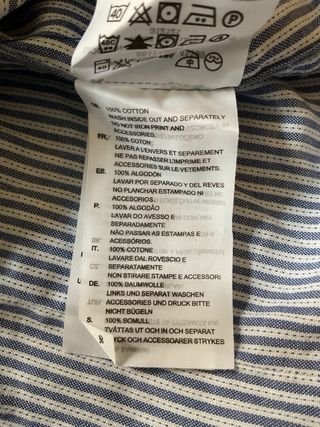 40
40
100% COTTON
WASH INSIDE OUT AND SEPARATELY
DO NOT IRON PRINT AND
ACCESSORIES.
FR. 100% COTON
LAVER A L'ENVERS ET SEPAREMENT
NE PAS REPASSER L'IMPRIME ET
ACCESSOIRES SUR LE VETEMENTS.
ES. 100% ALGODÓN
LAVAR POR SEPARADO Y DEL REVES
NO PLANCHAR ESTAMPADO NI
ACCESORIOS.
P. 100% ALGODÃO
LAVAR DO AVESSO E
SEPARADAMENTE
NÃO PASSAR AS ESTAMPAS E
ACESSÓRIOS.
IT. 100% COTONE
LAVARE DAL ROVESCIO E
SEPARATAMENTE
NON STIRARE STAMPE E ACCESSORI
DE. 100% BAUMWOLLE
LINKS UND SEPARAT WASCHEN
ACCESSORIES UND DRUCK BITTE
NICHT BÜGELN
S. 100% BOMULL
TVÄTTAS UT OCH IN OCH SEPARAT
YCK OCH ACCESSOARER STRYKES